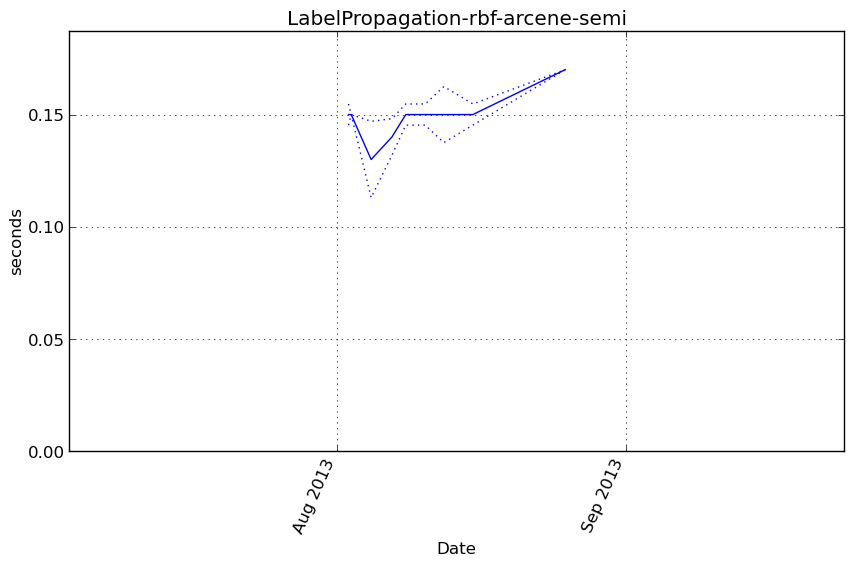 LabelPropagation-rbf-arcene-semi
0.15
0.10
0.05
0.00
seconds
Aug 2013
Sep 2013
Date